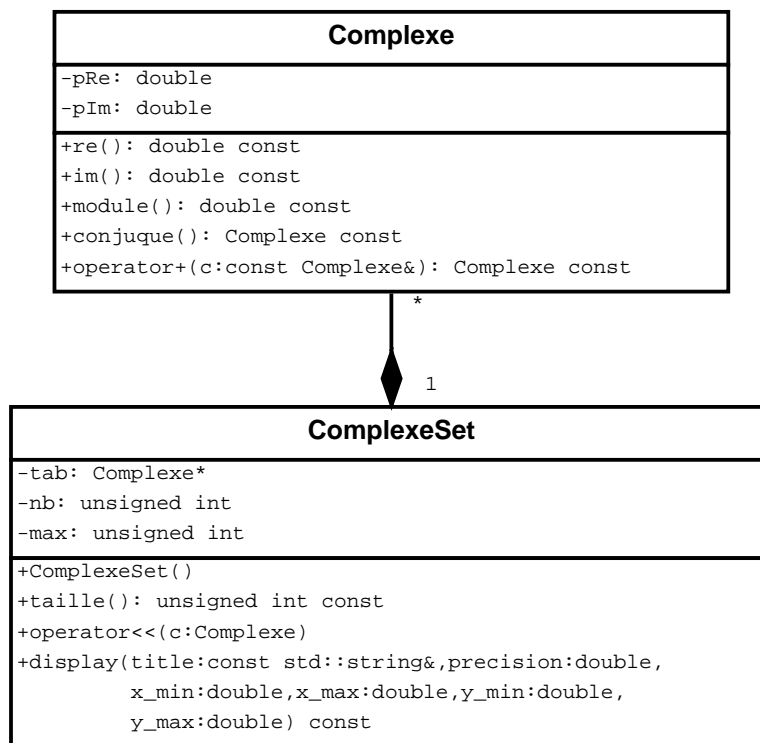 Complexe
-pRe: double
-pIm: double
+re(): double const
+im(): double const
+module(): double const
+conjuque(): Complexe const
+operator+(c:const Complexe&): Complexe const
*
1
ComplexeSet
-tab: Complexe*
-nb: unsigned int
-max: unsigned int
+ComplexeSet()
+taille(): unsigned int const
+operator<<(c:Complexe)
+display(title:const std::string&,precision:double,
x_min:double,x_max:double,y_min:double,
y_max:double) const